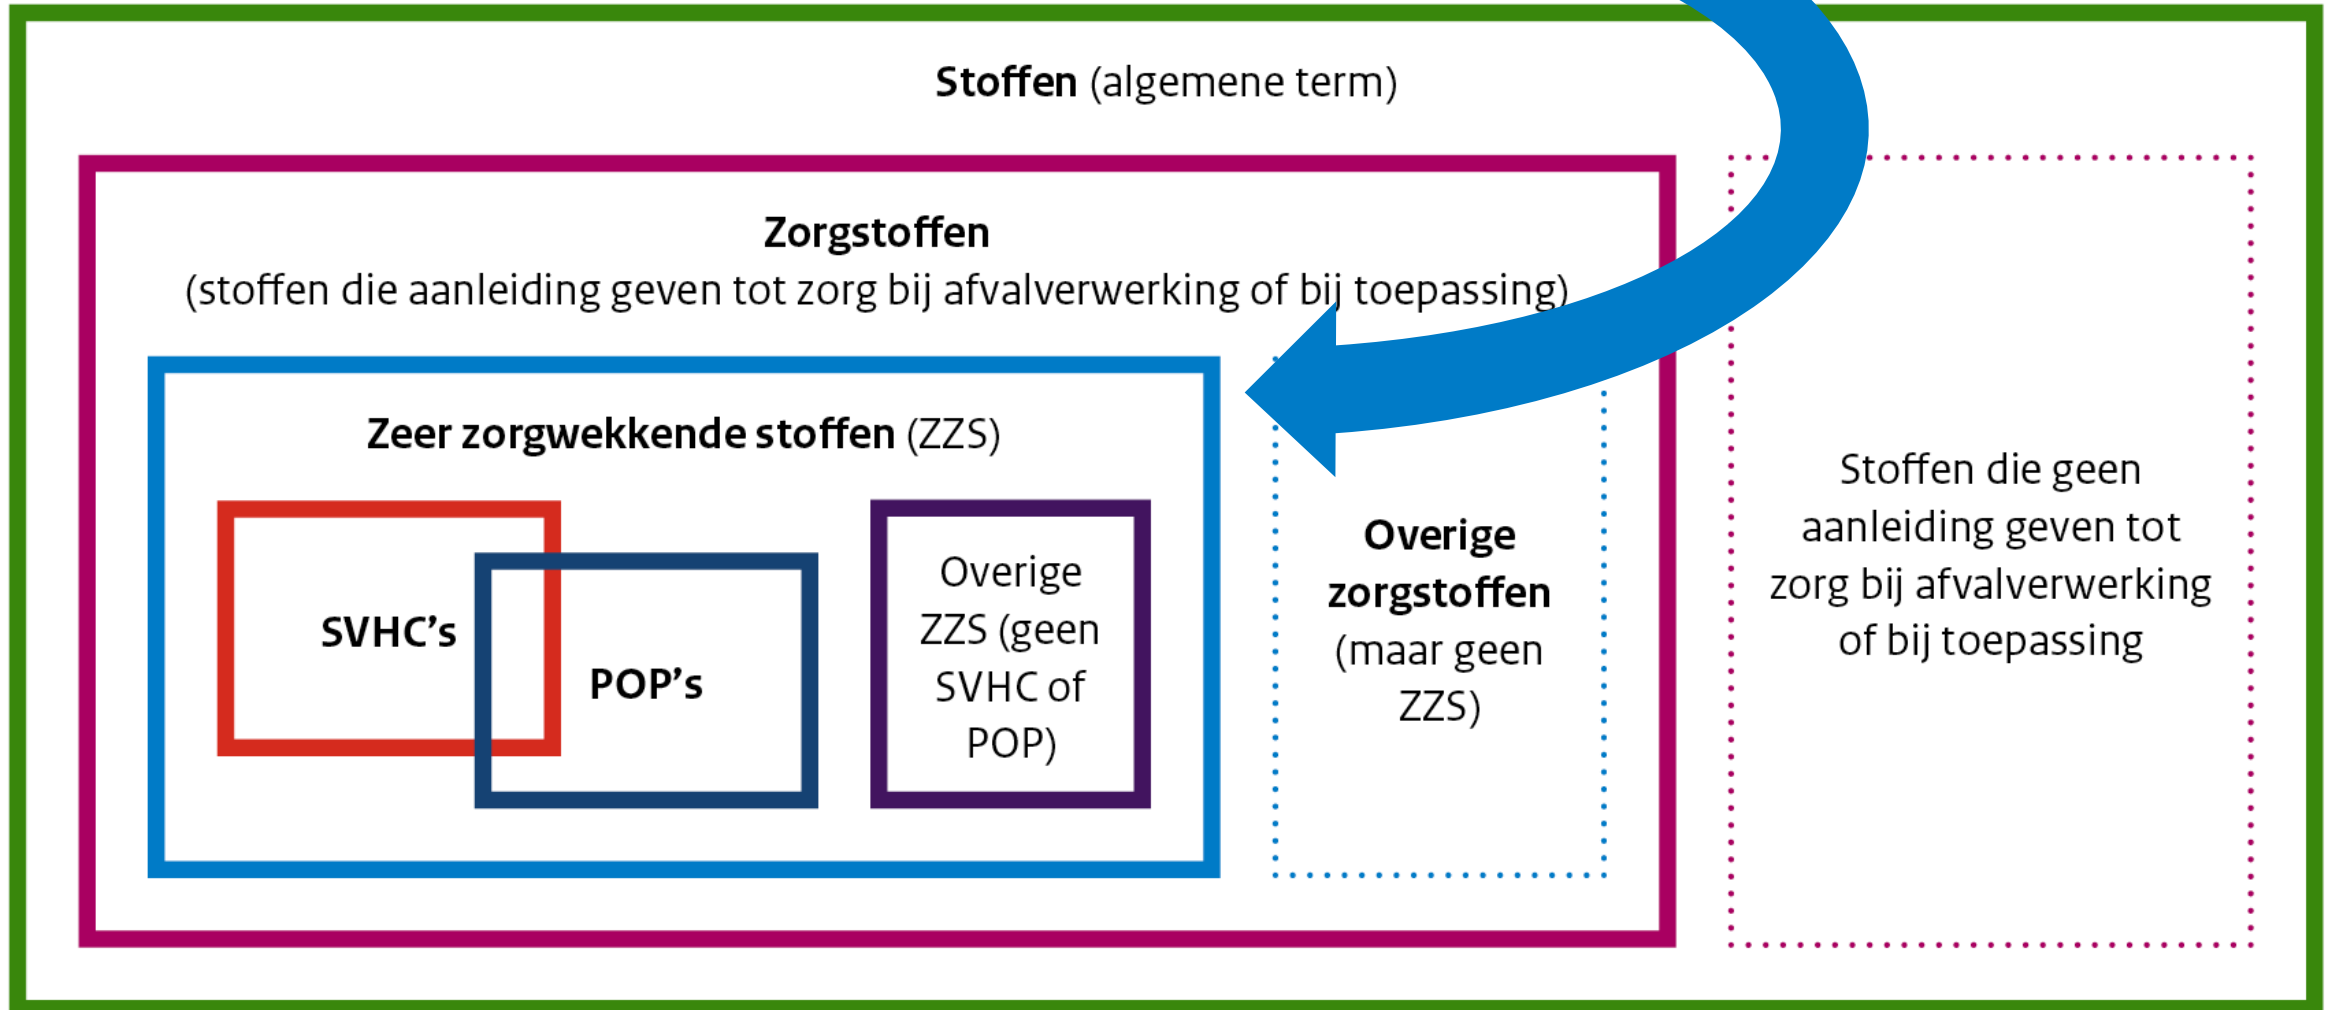 Stoffen (algemene term)
Zorgstoffen
(stoffen die aanleiding geven tot zorg bij afvalverwerking of bij toepassing)
Zeer zorgwekkende stoffen (ZZS)
SVHC's
POP's
Overige
ZZS (geen
SVHC of
POP)
Overige
zorgstoffen
(maar geen
ZZS)
Stoffen die geen
aanleiding geven tot
zorg bij afvalverwerking
of bij toepassing